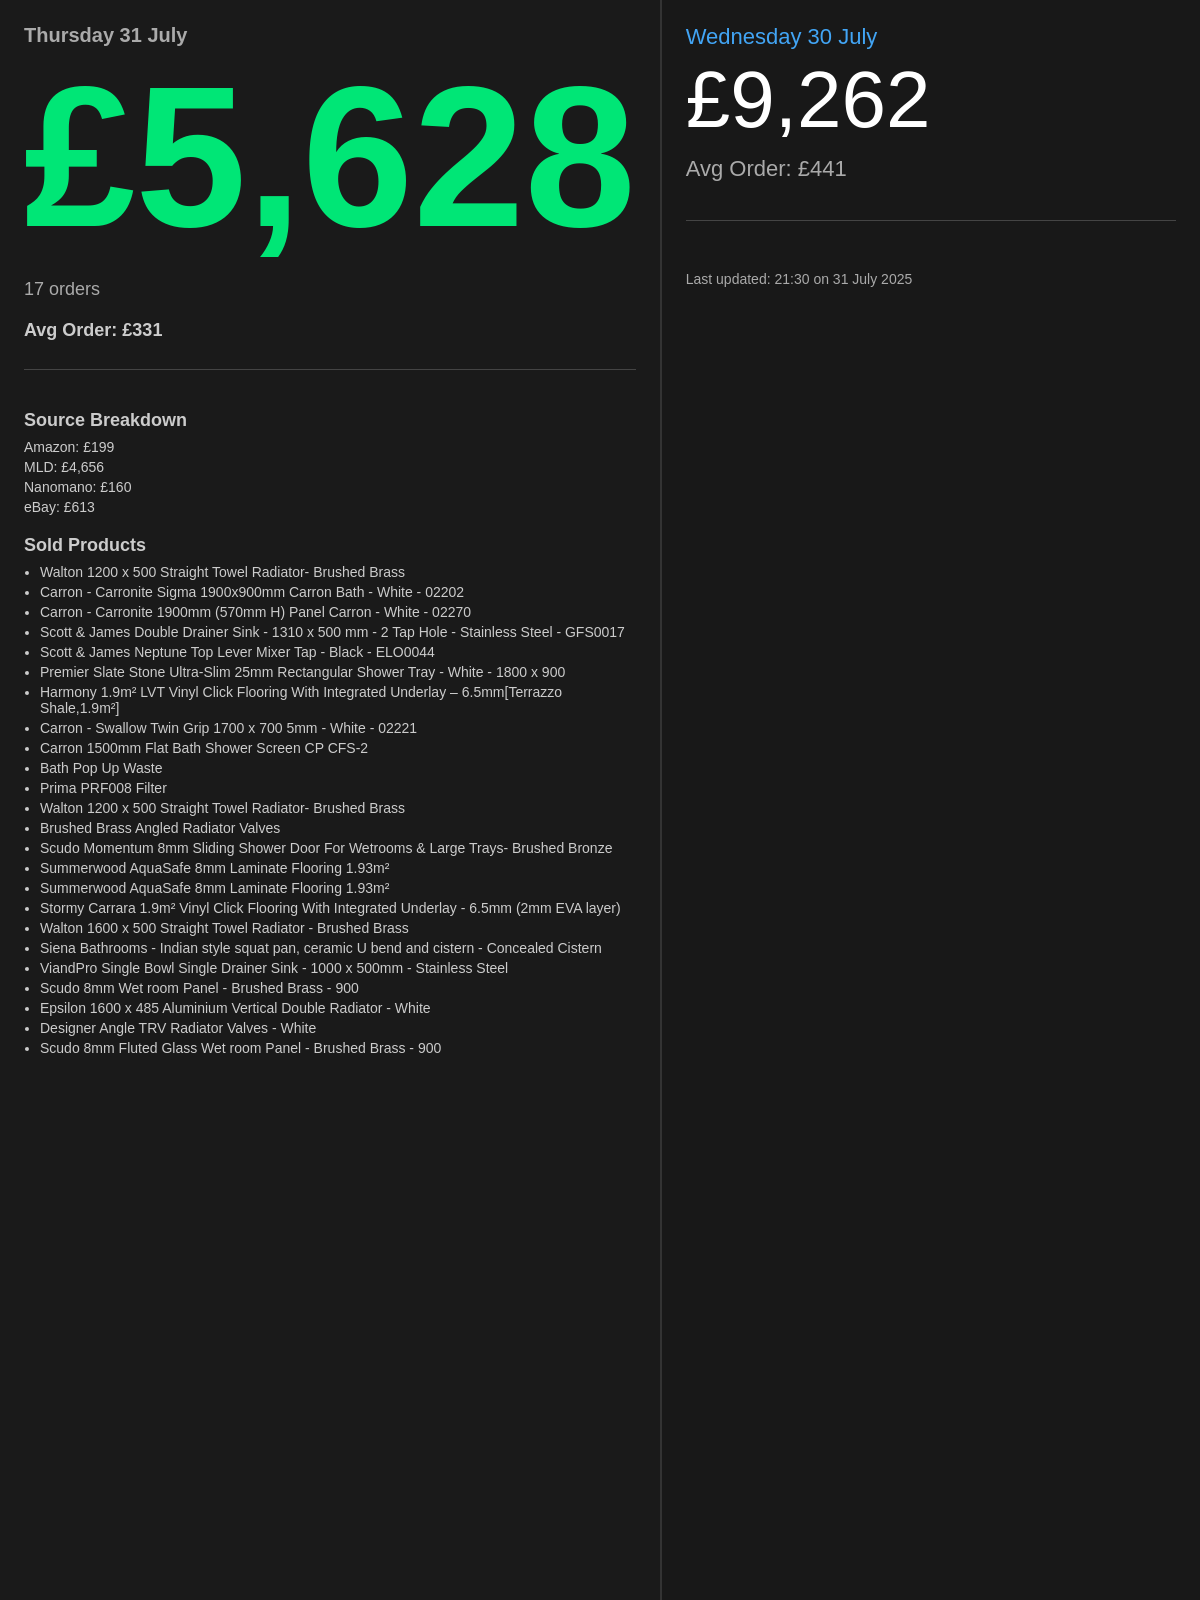 Thursday 31 July
£5,628
17 orders
Avg Order: £331
Source Breakdown
Amazon: £199
MLD: £4,656
Nanomano: £160
eBay: £613
Sold Products
• Walton 1200 x 500 Straight Towel Radiator- Brushed Brass
• Carron - Carronite Sigma 1900x900mm Carron Bath - White - 02202
• Carron - Carronite 1900mm (570mm H) Panel Carron - White - 02270
• Scott & James Double Drainer Sink - 1310 x 500 mm - 2 Tap Hole - Stainless Steel - GFS0017
• Scott & James Neptune Top Lever Mixer Tap - Black - ELO0044
• Premier Slate Stone Ultra-Slim 25mm Rectangular Shower Tray - White - 1800 x 900
• Harmony 1.9m² LVT Vinyl Click Flooring With Integrated Underlay – 6.5mm[Terrazzo
Shale,1.9m²]
• Carron - Swallow Twin Grip 1700 x 700 5mm - White - 02221
• Carron 1500mm Flat Bath Shower Screen CP CFS-2
• Bath Pop Up Waste
• Prima PRF008 Filter
• Walton 1200 x 500 Straight Towel Radiator- Brushed Brass
• Brushed Brass Angled Radiator Valves
• Scudo Momentum 8mm Sliding Shower Door For Wetrooms & Large Trays- Brushed Bronze
• Summerwood AquaSafe 8mm Laminate Flooring 1.93m²
• Summerwood AquaSafe 8mm Laminate Flooring 1.93m²
• Stormy Carrara 1.9m² Vinyl Click Flooring With Integrated Underlay - 6.5mm (2mm EVA layer)
• Walton 1600 x 500 Straight Towel Radiator - Brushed Brass
• Siena Bathrooms - Indian style squat pan, ceramic U bend and cistern - Concealed Cistern
• ViandPro Single Bowl Single Drainer Sink - 1000 x 500mm - Stainless Steel
• Scudo 8mm Wet room Panel - Brushed Brass - 900
• Epsilon 1600 x 485 Aluminium Vertical Double Radiator - White
• Designer Angle TRV Radiator Valves - White
• Scudo 8mm Fluted Glass Wet room Panel - Brushed Brass - 900
Wednesday 30 July
£9,262
Avg Order: £441
Last updated: 21:30 on 31 July 2025